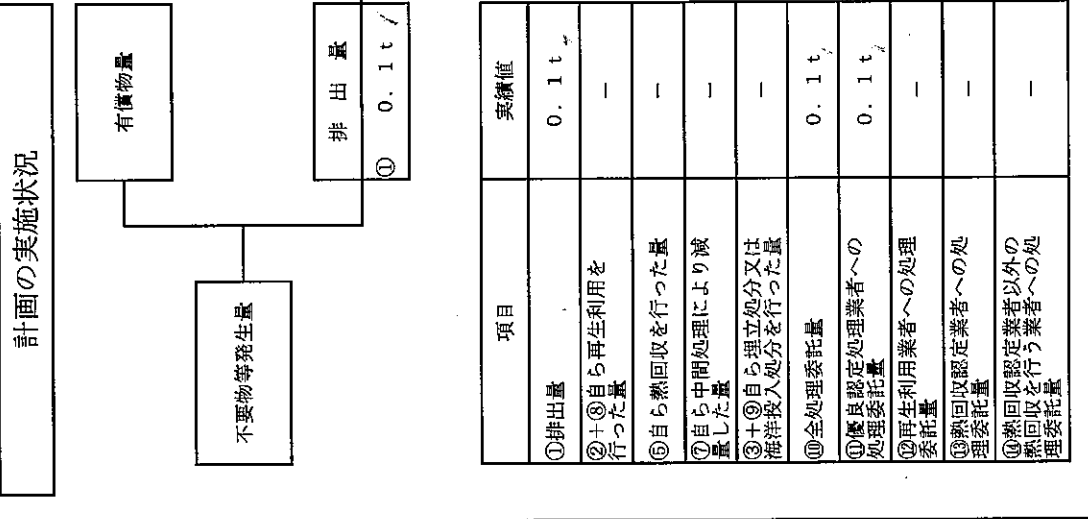 計画の実施状況
有償物量
不要物等発生量
排 出 量
① 0. 1 t
項目
実績値
①排出量
0. 1 t
②+⑧自ら再生利用を
行った量
－
⑤自ら熱回収を行った量
－
⑦自ら中間処理により減
量した量
－
③+⑨自ら埋立処分又は
海洋投入処分を行った量
－
⑩全処理委託量
0. 1 t
⑪優良認定処理業者への
処理委託量
0. 1 t
⑫再生利用業者への処理
委託量
－
⑬熱回収認定業者への処
理委託量
－
⑭熱回収認定業者以外の
熱回収を行う業者への処
理委託量
－